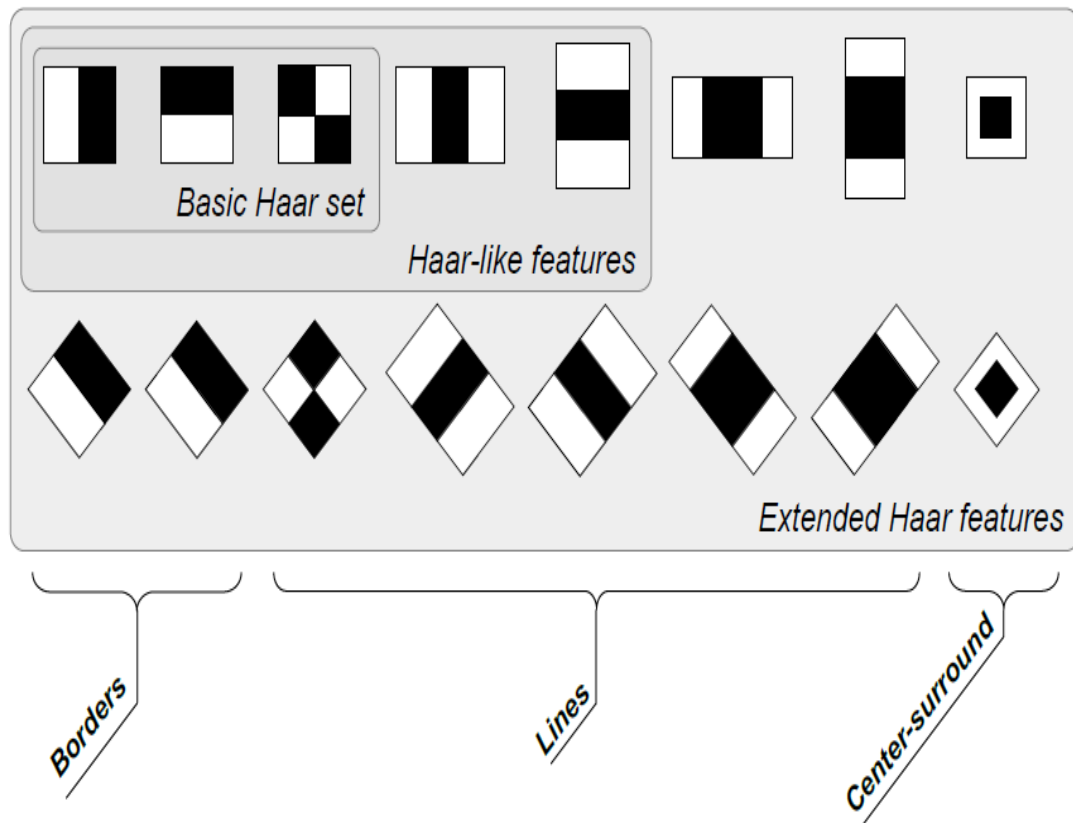 Basic Haar set
Haar-like features
Extended Haar features
Borders
Lines
Center-surround